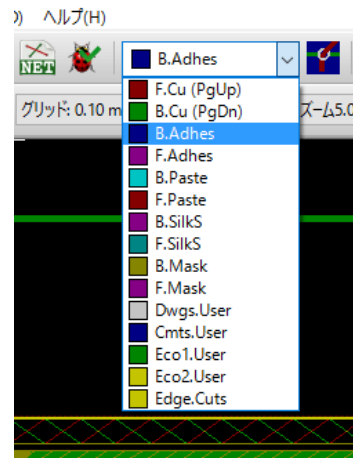 ) ヘルプ(H)
NET
B.Adhes
グリッド: 0.10 m
ズーム5.0
F.Cu (PgUp)
B.Cu (PgDn)
B.Adhes
F.Adhes
B.Paste
F.Paste
B.SilkS
F.SilkS
B.Mask
F.Mask
Dwgs.User
Cmts.User
Eco1.User
Eco2.User
Edge.Cuts